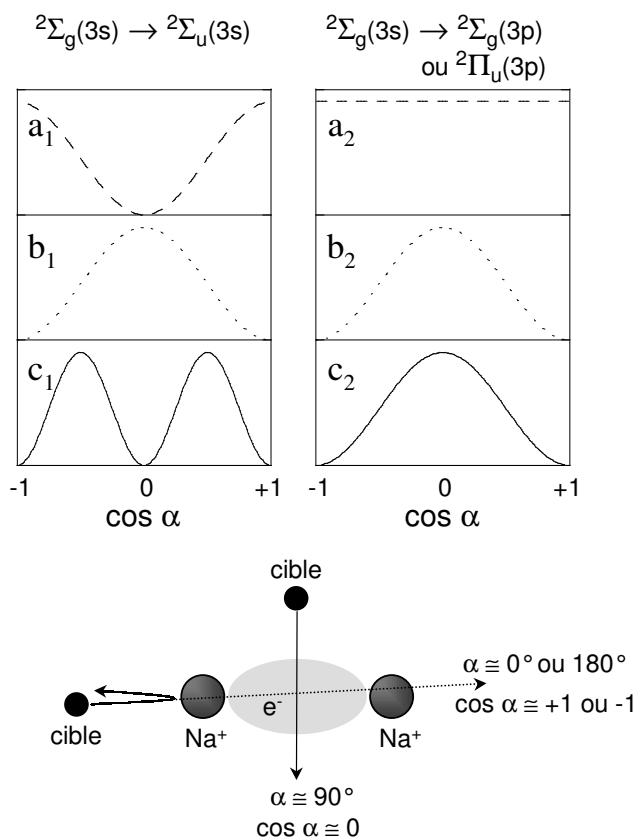 ²Σg(3s) → ²Σu(3s)
²Σg(3s) → ²Σg(3p)
ou ²Πu(3p)
a₁
a₂
b₁
b₂
c₁
c₂
-1 0 +1
-1 0 +1
cos α
cos α
cible
α ≅ 0° ou 180°
cos α ≅ +1 ou -1
e⁻
cible
Na⁺
Na⁺
α ≅ 90°
cos α ≅ 0